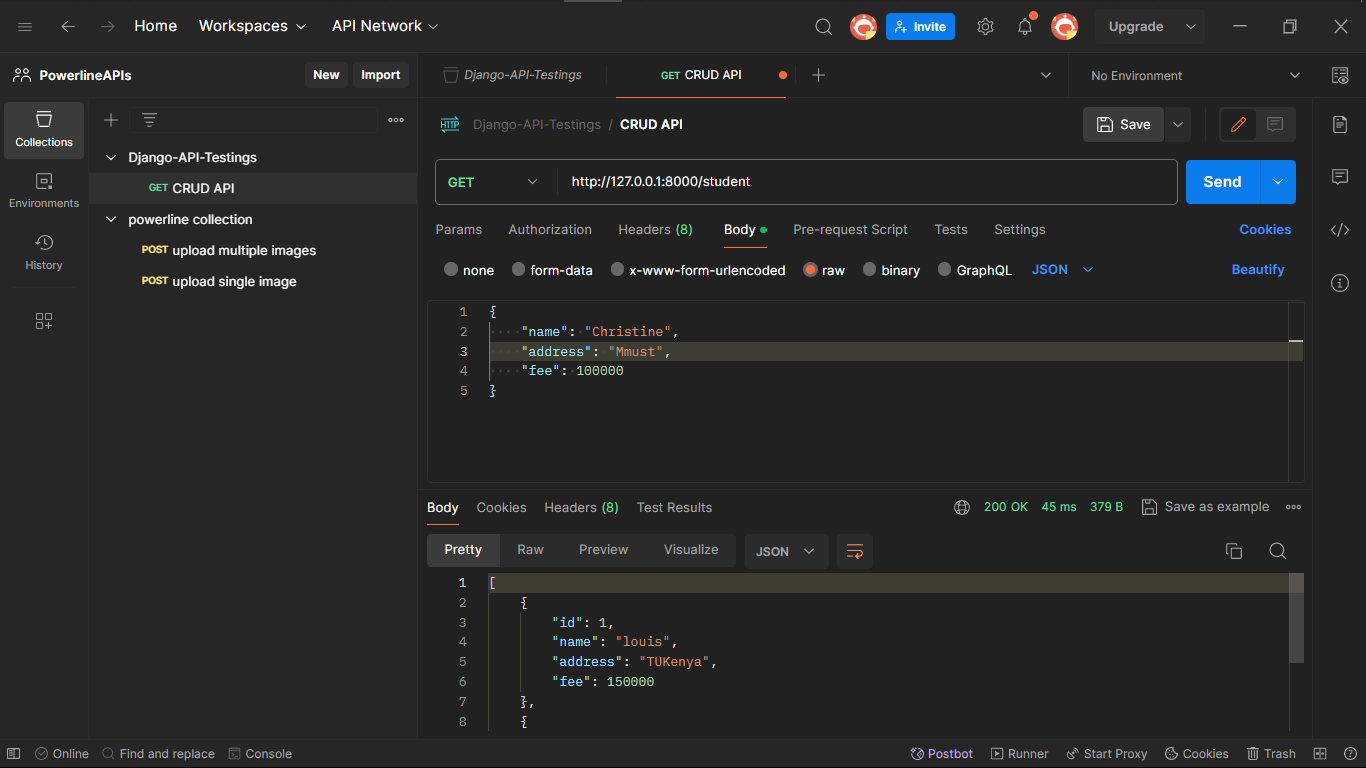 Home Workspaces API Network Invite Upgrade
PowerlineAPIs New Import Django-API-Testings GET CRUD API No Environment
Collections
Environments
History
Django-API-Testings
GET CRUD API
powerline collection
POST upload multiple images
POST upload single image
HTTP Django-API-Testings / CRUD API Save
GET http://127.0.0.1:8000/student Send
Params Authorization Headers (8) Body Pre-request Script Tests Settings Cookies
none form-data x-www-form-urlencoded raw binary GraphQL JSON Beautify
1 {
2 ····"name":·"Christine",
3 ····"address":·"Mmust",
4 ····"fee":·100000
5 }
Body Cookies Headers (8) Test Results 200 OK 45 ms 379 B Save as example
Pretty Raw Preview Visualize JSON
1 [
2 {
3 "id": 1,
4 "name": "louis",
5 "address": "TUKenya",
6 "fee": 150000
7 },
8 {
Online Find and replace Console Postbot Runner Start Proxy Cookies Trash